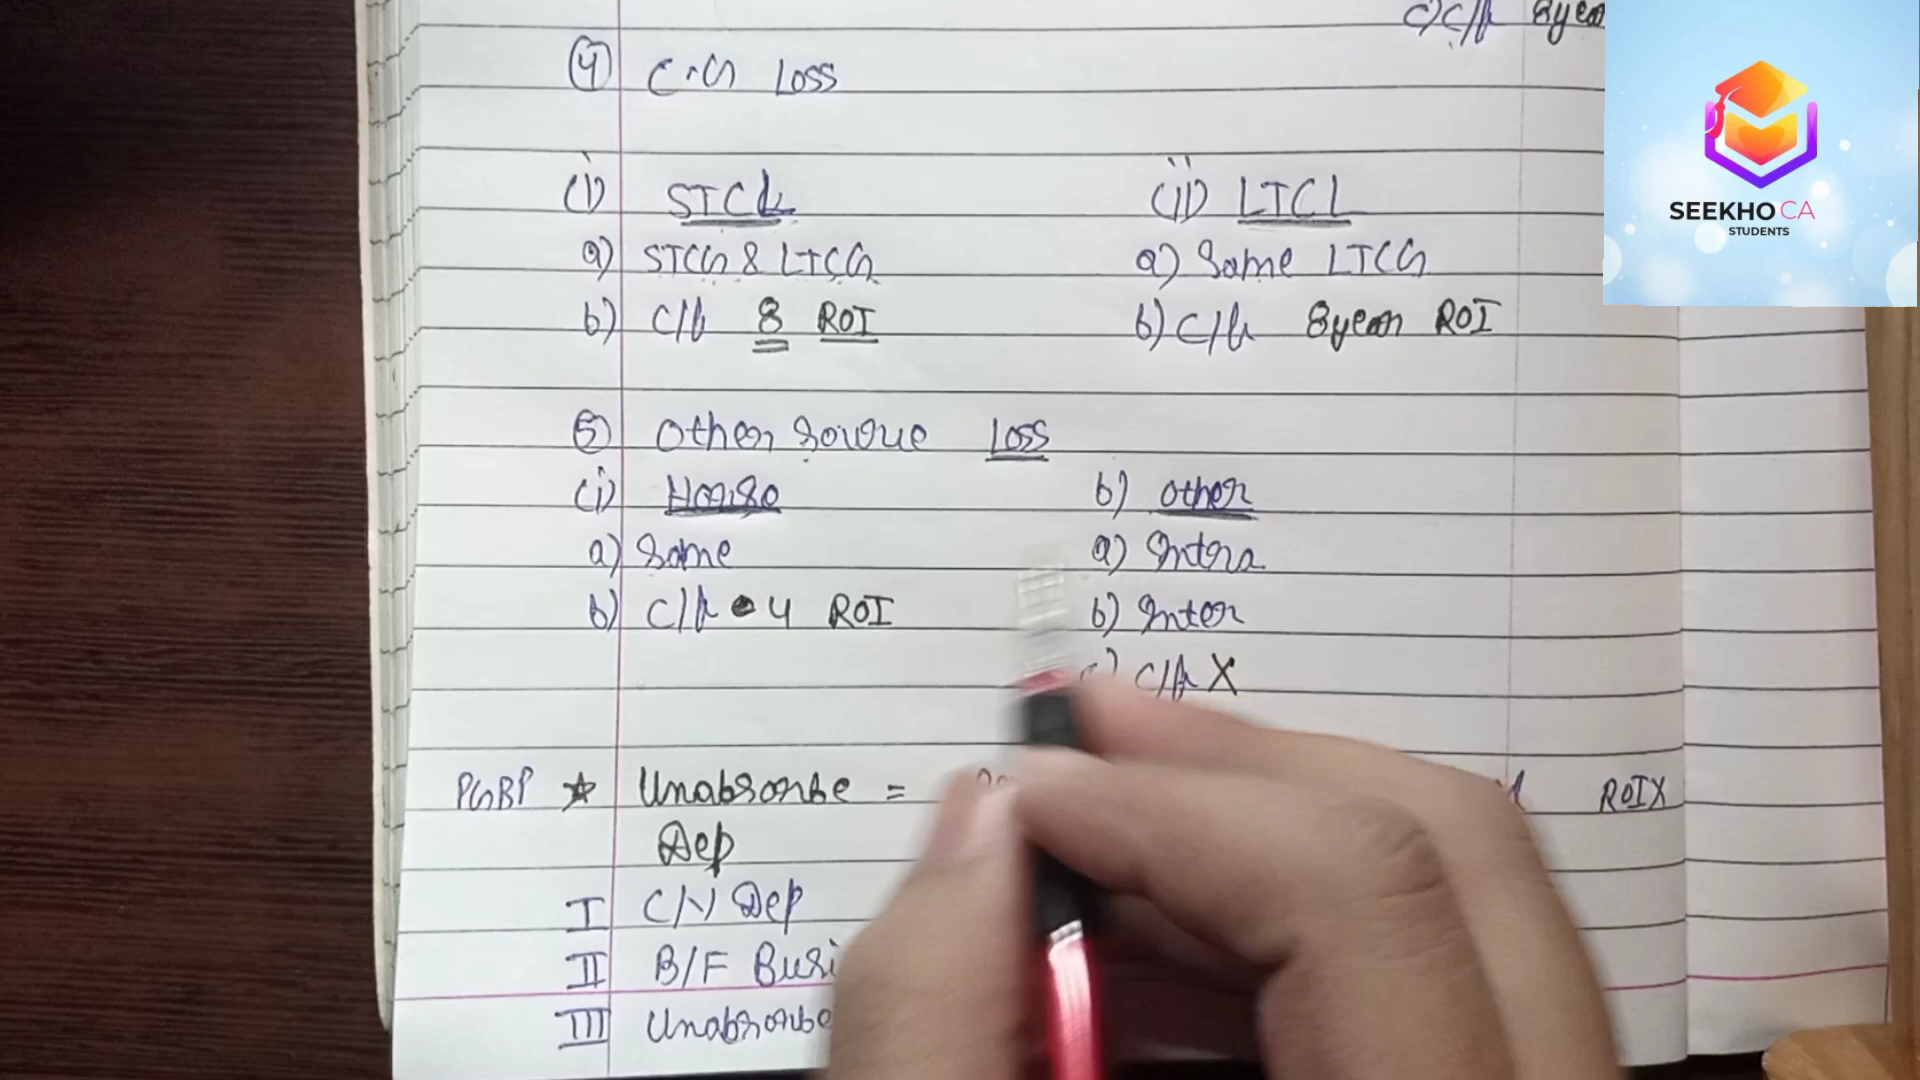 c) C/f 8year
④ C.G Loss
(i) STCL
a) STCG & LTCG
b) C/f 8 ROI
(ii) LTCL
a) Same LTCG
b) C/f 8year ROI
⑤ Other Source Loss
(i) Horse
a) Same
b) C/f 4 ROI
b) Other
a) Intra
b) Inter
c) C/f X
PGBP ☆ Unabsorbe =
ROI X
Dep
I C/Y Dep
II B/F Busi
III Unabsorbe
SEEKHO CA
STUDENTS